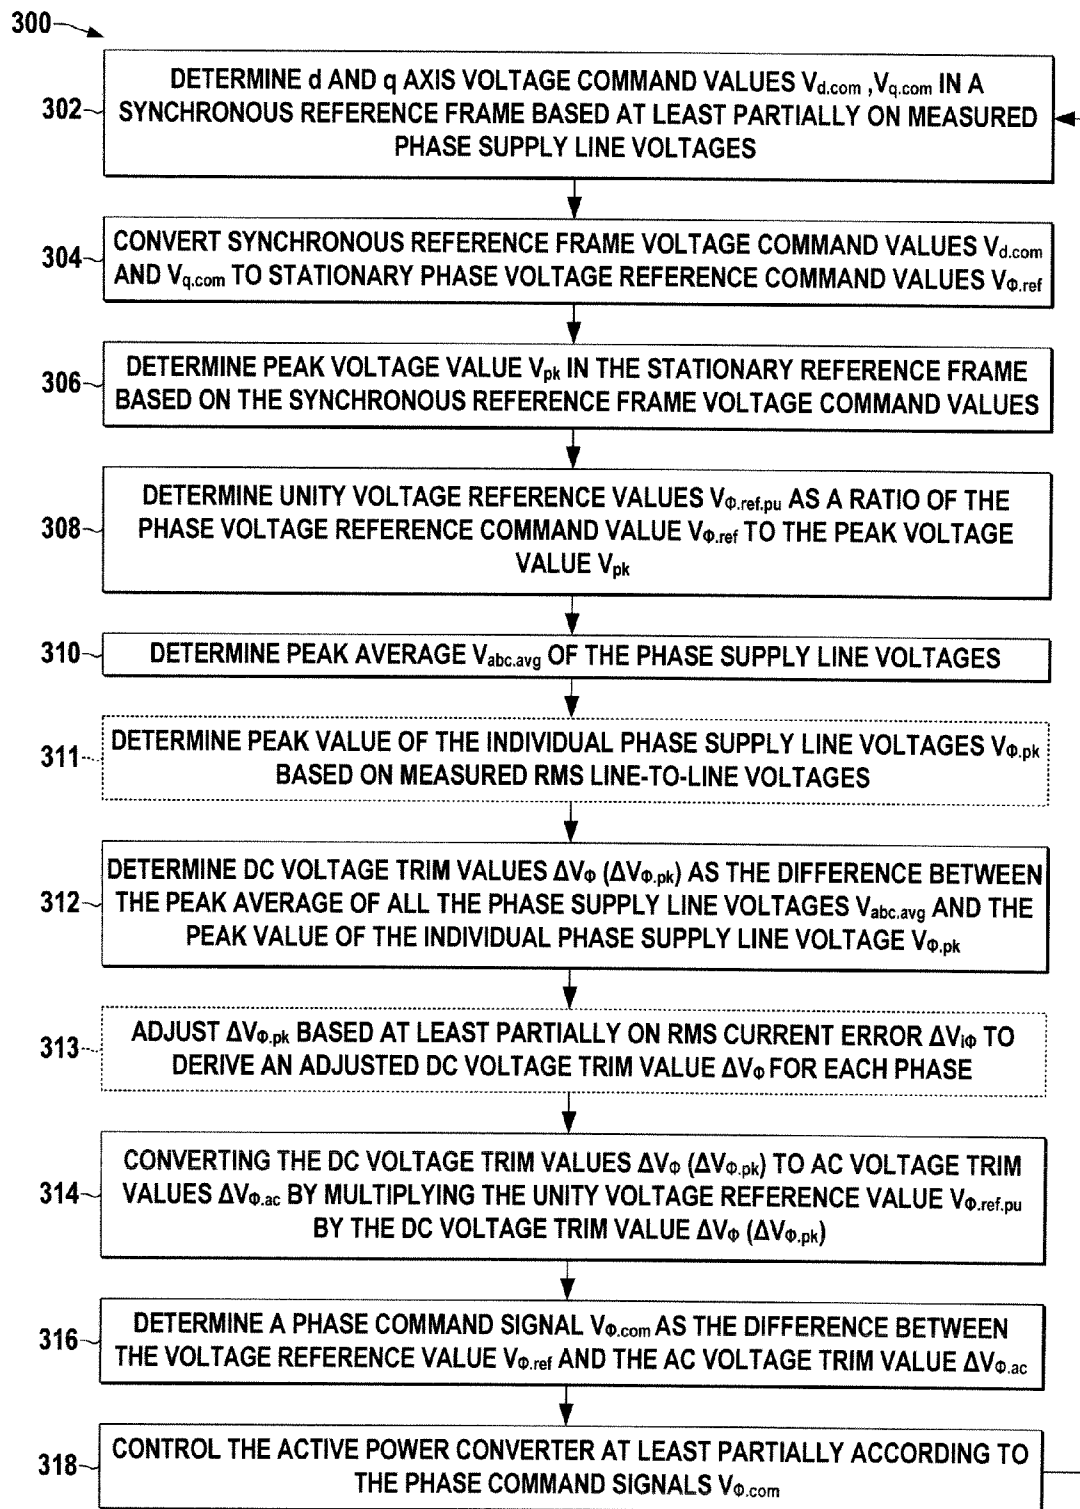 300
302
DETERMINE d AND q AXIS VOLTAGE COMMAND VALUES Vd.com ,Vq.com IN A
SYNCHRONOUS REFERENCE FRAME BASED AT LEAST PARTIALLY ON MEASURED
PHASE SUPPLY LINE VOLTAGES
304
CONVERT SYNCHRONOUS REFERENCE FRAME VOLTAGE COMMAND VALUES Vd.com
AND Vq.com TO STATIONARY PHASE VOLTAGE REFERENCE COMMAND VALUES VΦ.ref
306
DETERMINE PEAK VOLTAGE VALUE Vpk IN THE STATIONARY REFERENCE FRAME
BASED ON THE SYNCHRONOUS REFERENCE FRAME VOLTAGE COMMAND VALUES
308
DETERMINE UNITY VOLTAGE REFERENCE VALUES VΦ.ref.pu AS A RATIO OF THE
PHASE VOLTAGE REFERENCE COMMAND VALUE VΦ.ref TO THE PEAK VOLTAGE
VALUE Vpk
310
DETERMINE PEAK AVERAGE Vabc.avg OF THE PHASE SUPPLY LINE VOLTAGES
311
DETERMINE PEAK VALUE OF THE INDIVIDUAL PHASE SUPPLY LINE VOLTAGES VΦ.pk
BASED ON MEASURED RMS LINE-TO-LINE VOLTAGES
312
DETERMINE DC VOLTAGE TRIM VALUES ΔVΦ (ΔVΦ.pk) AS THE DIFFERENCE BETWEEN
THE PEAK AVERAGE OF ALL THE PHASE SUPPLY LINE VOLTAGES Vabc.avg AND THE
PEAK VALUE OF THE INDIVIDUAL PHASE SUPPLY LINE VOLTAGE VΦ.pk
313
ADJUST ΔVΦ.pk BASED AT LEAST PARTIALLY ON RMS CURRENT ERROR ΔViΦ TO
DERIVE AN ADJUSTED DC VOLTAGE TRIM VALUE ΔVΦ FOR EACH PHASE
314
CONVERTING THE DC VOLTAGE TRIM VALUES ΔVΦ (ΔVΦ.pk) TO AC VOLTAGE TRIM
VALUES ΔVΦ.ac BY MULTIPLYING THE UNITY VOLTAGE REFERENCE VALUE VΦ.ref.pu
BY THE DC VOLTAGE TRIM VALUE ΔVΦ (ΔVΦ.pk)
316
DETERMINE A PHASE COMMAND SIGNAL VΦ.com AS THE DIFFERENCE BETWEEN
THE VOLTAGE REFERENCE VALUE VΦ.ref AND THE AC VOLTAGE TRIM VALUE ΔVΦ.ac
318
CONTROL THE ACTIVE POWER CONVERTER AT LEAST PARTIALLY ACCORDING TO
THE PHASE COMMAND SIGNALS VΦ.com